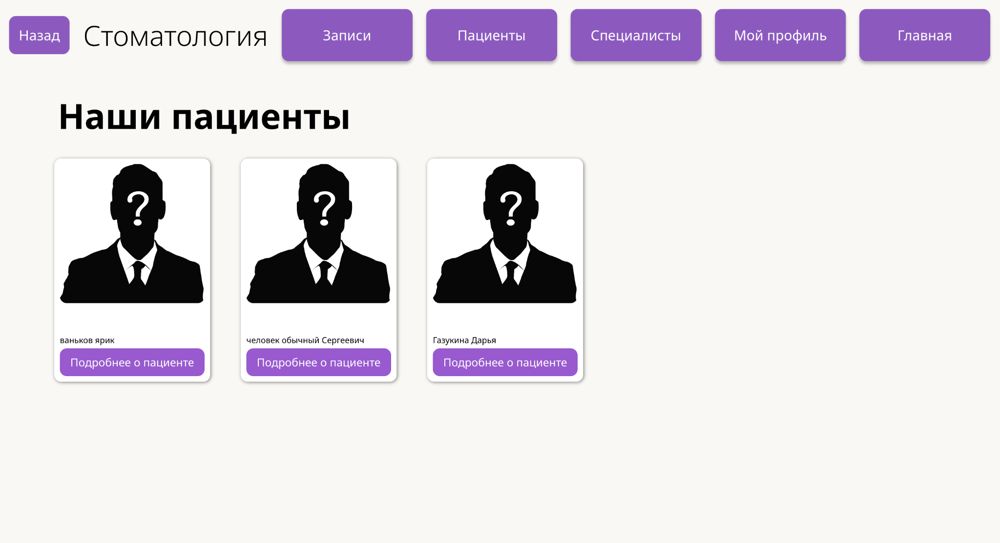 Назад
Стоматология
Записи
Пациенты
Специалисты
Мой профиль
Главная
Наши пациенты
?
?
?
ваньков ярик
человек обычный Сергеевич
Газукина Дарья
Подробнее о пациенте
Подробнее о пациенте
Подробнее о пациенте